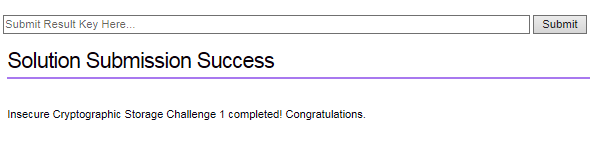 Submit Result Key Here...
Submit
Solution Submission Success
Insecure Cryptographic Storage Challenge 1 completed! Congratulations.